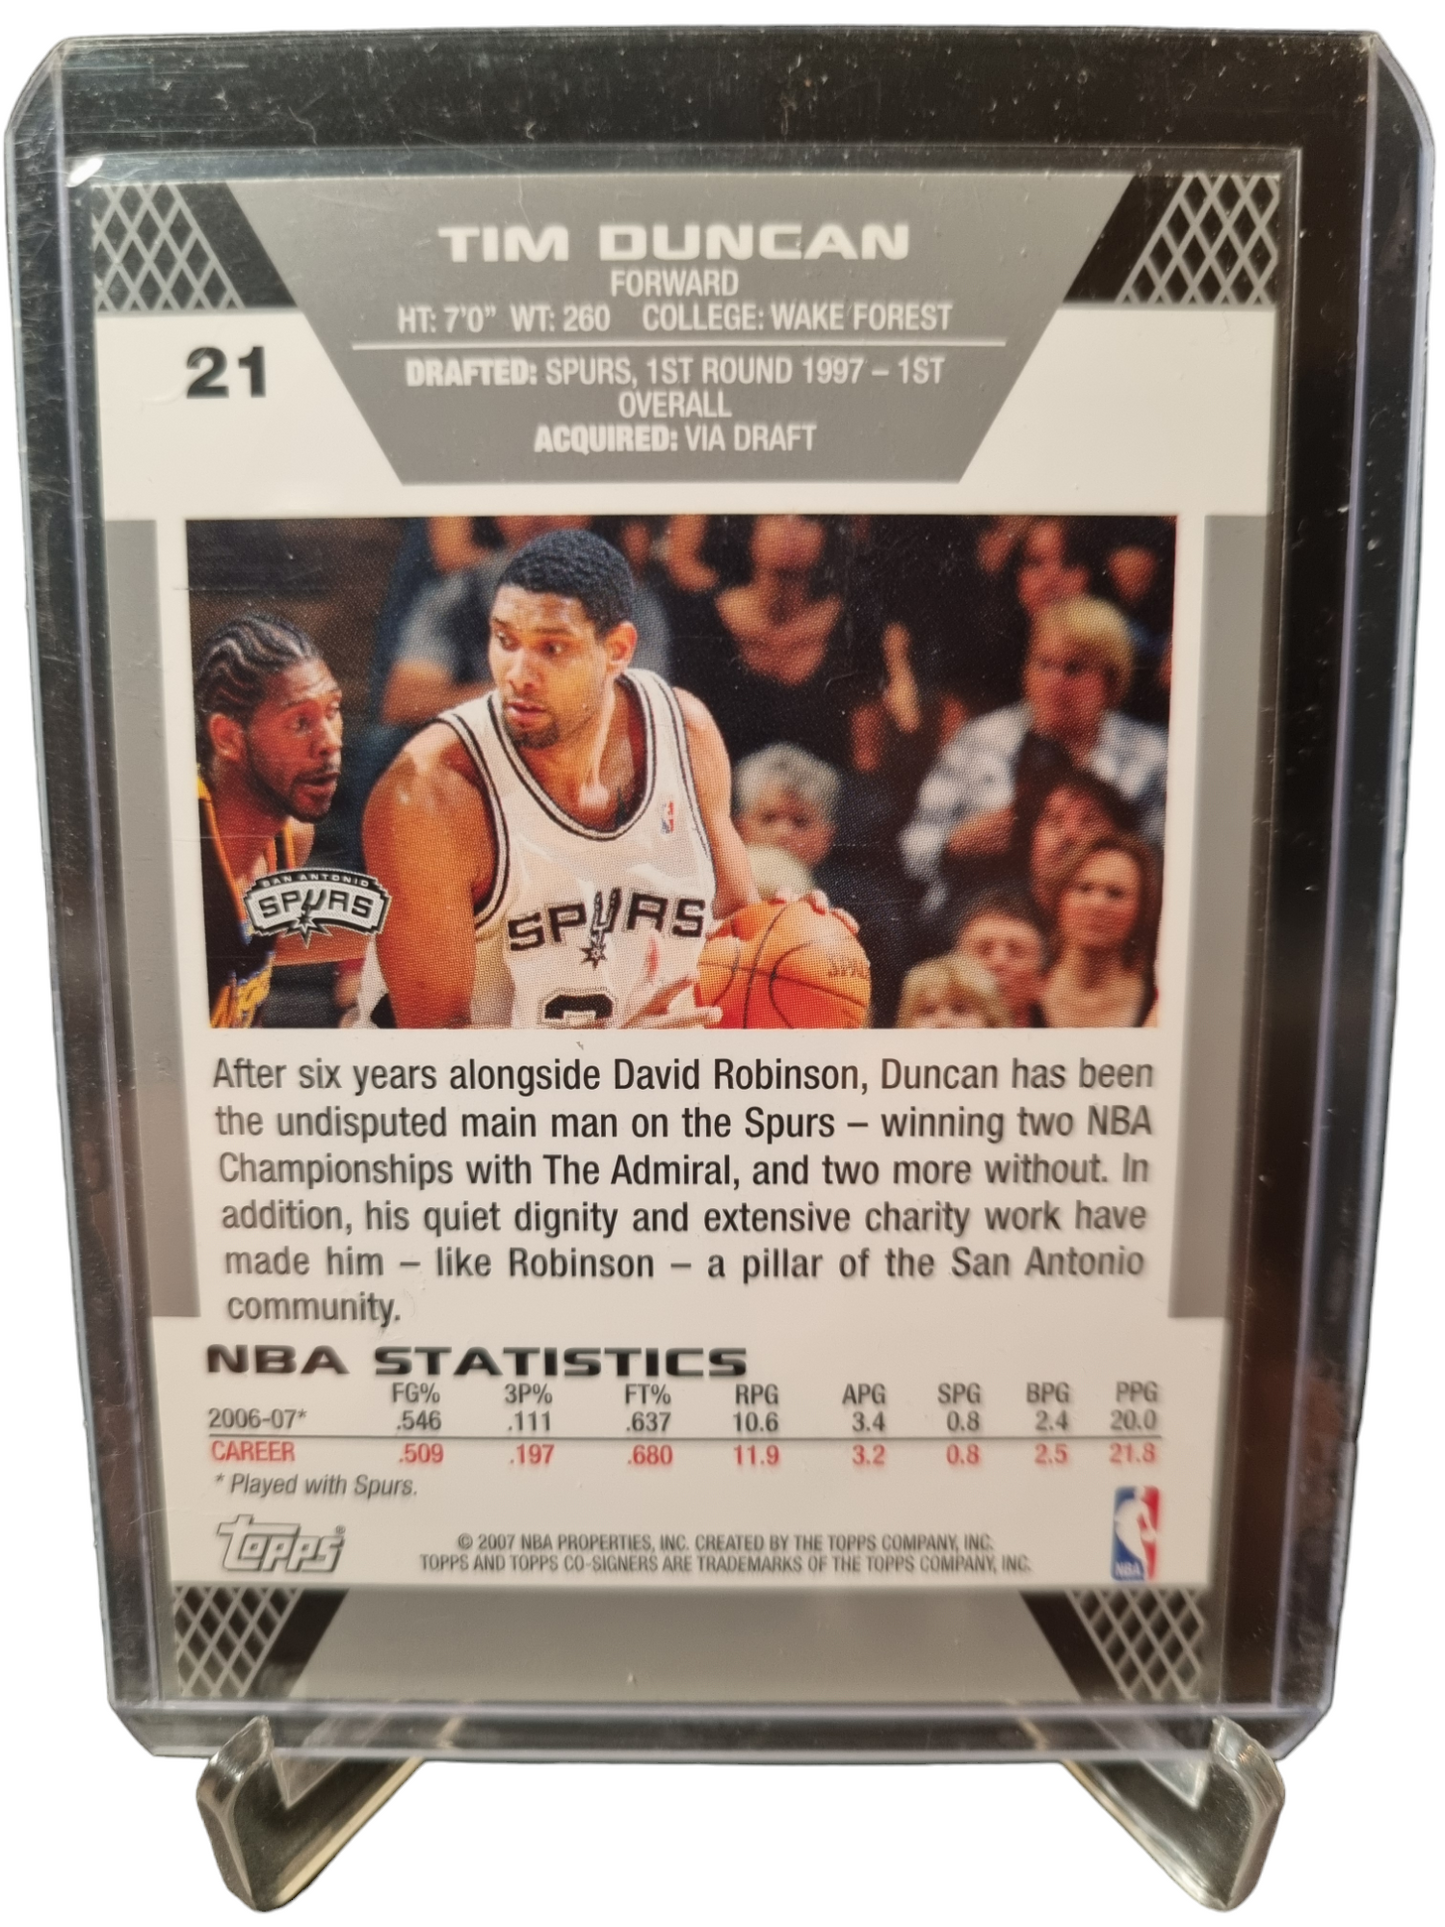 TIM DUNCAN
FORWARD
HT: 7'0" WT: 260 COLLEGE: WAKE FOREST
21
DRAFTED: SPURS, 1ST ROUND 1997 – 1ST
OVERALL
ACQUIRED: VIA DRAFT
SAN ANTONIO
SPURS
SPURS
After six years alongside David Robinson, Duncan has been
the undisputed main man on the Spurs – winning two NBA
Championships with The Admiral, and two more without. In
addition, his quiet dignity and extensive charity work have
made him – like Robinson – a pillar of the San Antonio
community.
NBA STATISTICS
FG% 3P% FT% RPG APG SPG BPG PPG
2006-07* .546 .111 .637 10.6 3.4 0.8 2.4 20.0
CAREER .509 .197 .680 11.9 3.2 0.8 2.5 21.8
* Played with Spurs.
Topps®
© 2007 NBA PROPERTIES, INC. CREATED BY THE TOPPS COMPANY, INC.
TOPPS AND TOPPS CO-SIGNERS ARE TRADEMARKS OF THE TOPPS COMPANY, INC.
NBA